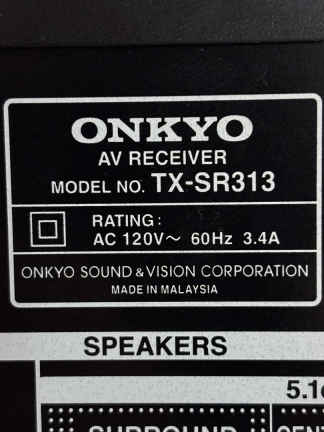 ONKYO
AV RECEIVER
MODEL NO. TX-SR313
RATING:
AC 120V~ 60Hz 3.4A
ONKYO SOUND & VISION CORPORATION
MADE IN MALAYSIA
SPEAKERS
SURROUND